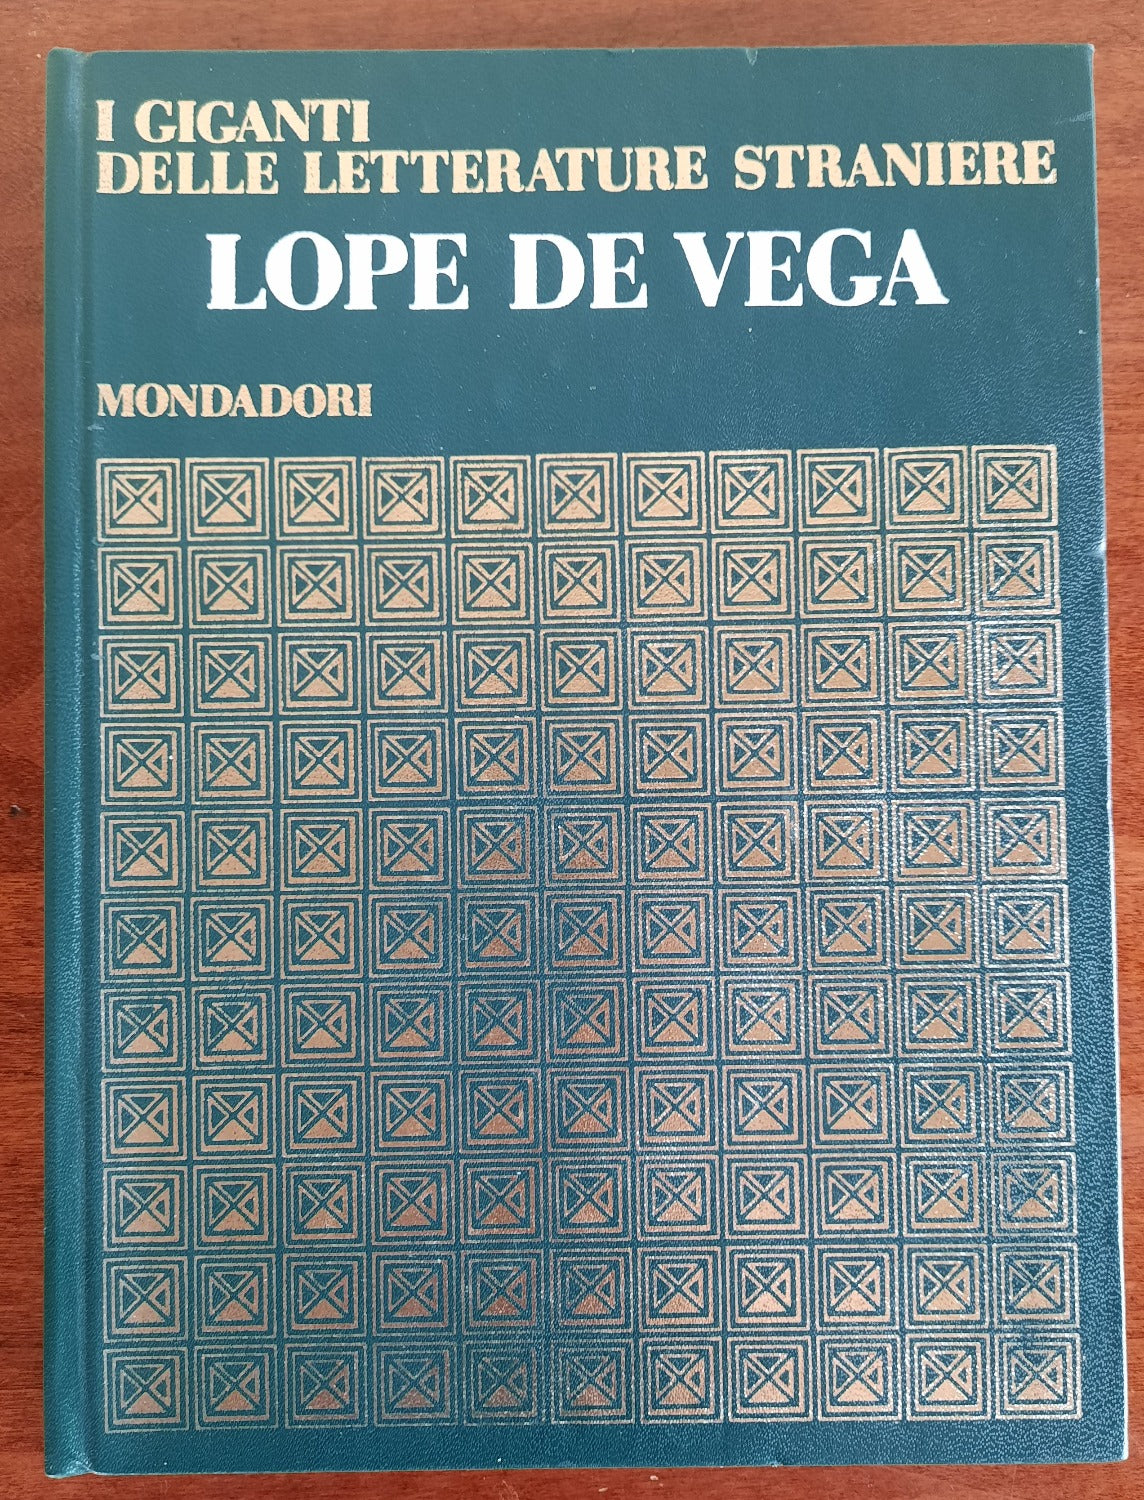 I GIGANTI
DELLE LETTERATURE STRANIERE
LOPE DE VEGA
MONDADORI